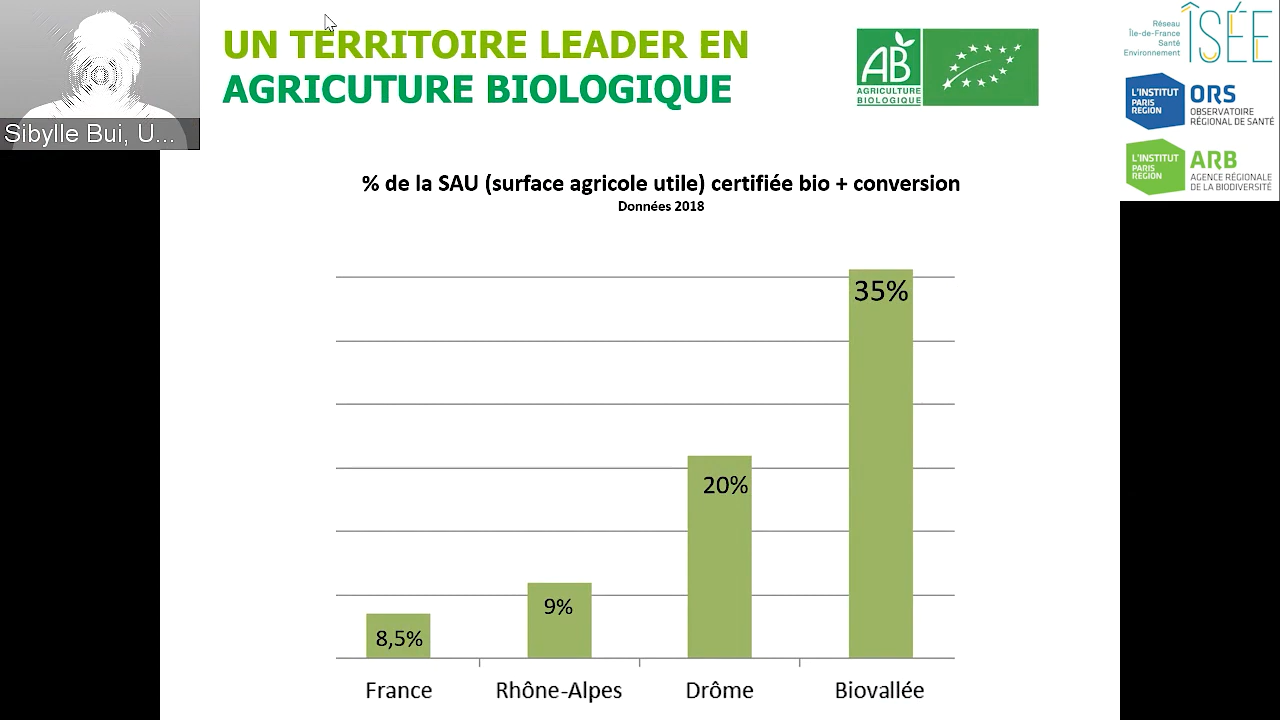 UN TERRITOIRE LEADER EN
AGRICUTURE BIOLOGIQUE
AB
AGRICULTURE
BIOLOGIQUE
Réseau
Île-de-France
Santé
Environnement
ÎSÉE
L'INSTITUT
PARIS
REGION
ORS
OBSERVATOIRE
RÉGIONAL DE SANTÉ
L'INSTITUT
PARIS
REGION
ARB
AGENCE RÉGIONALE
DE LA BIODIVERSITÉ
Sibylle Bui, U...
% de la SAU (surface agricole utile) certifiée bio + conversion
Données 2018
35%
20%
9%
8,5%
France
Rhône-Alpes
Drôme
Biovallée